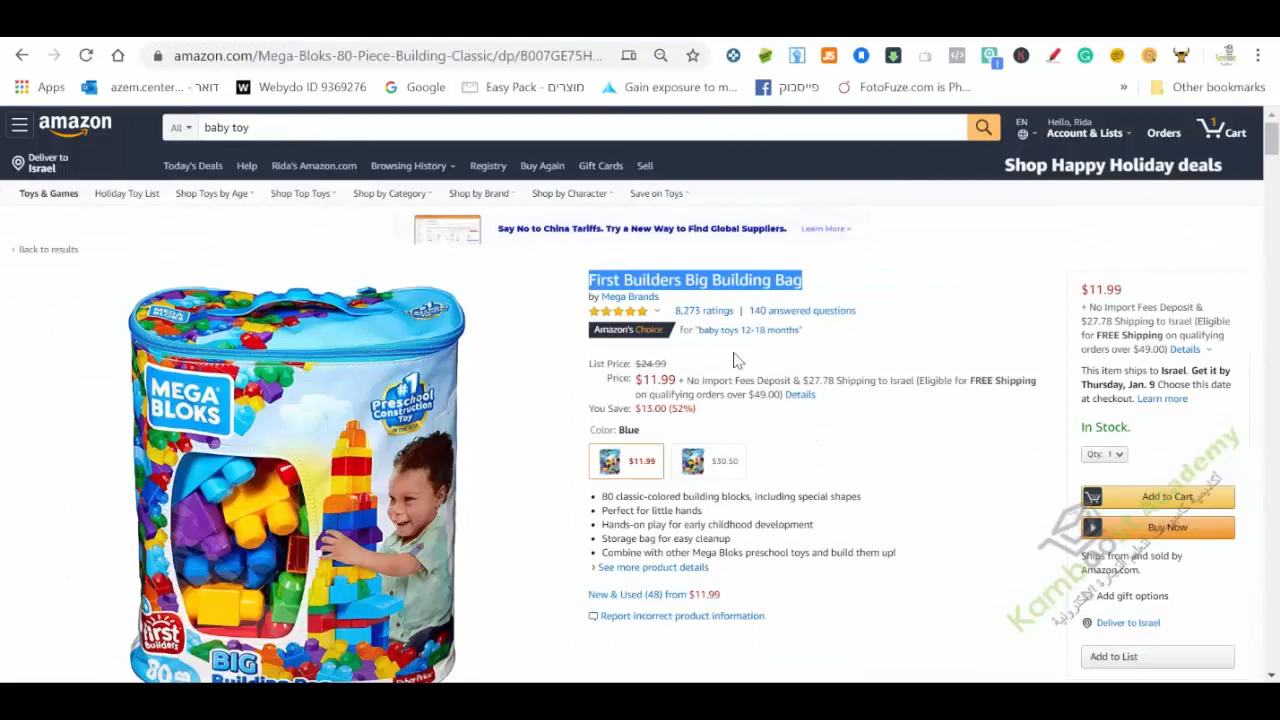 amazon.com/Mega-Bloks-80-Piece-Building-Classic/dp/B007GE75H...
Apps
azem.center... - דואר
Webydo ID 9369276
Google
Easy Pack - מוצרים
Gain exposure to m...
פייסבוק
FotoFuze.com is Ph...
»
Other bookmarks
amazon
All
baby toy
EN
Hello, Rida
Account & Lists
Orders
1
Cart
Deliver to
Israel
Today's Deals
Help
Rida's Amazon.com
Browsing History
Registry
Buy Again
Gift Cards
Sell
Shop Happy Holiday deals
Toys & Games
Holiday Toy List
Shop Toys by Age
Shop Top Toys
Shop by Category
Shop by Brand
Shop by Character
Save on Toys
Say No to China Tariffs. Try a New Way to Find Global Suppliers.
Learn More »
‹ Back to results
First Builders Big Building Bag
by Mega Brands
8,273 ratings | 140 answered questions
Amazon's Choice for "baby toys 12-18 months"
List Price: $24.99
Price: $11.99 + No Import Fees Deposit & $27.78 Shipping to Israel (Eligible for FREE Shipping
on qualifying orders over $49.00) Details
You Save: $13.00 (52%)
Color: Blue
$11.99
$30.50
• 80 classic-colored building blocks, including special shapes
• Perfect for little hands
• Hands-on play for early childhood development
• Storage bag for easy cleanup
• Combine with other Mega Bloks preschool toys and build them up!
› See more product details
New & Used (48) from $11.99
Report incorrect product information.
$11.99
+ No Import Fees Deposit &
$27.78 Shipping to Israel (Eligible
for FREE Shipping on qualifying
orders over $49.00) Details
This item ships to Israel. Get it by
Thursday, Jan. 9 Choose this date
at checkout. Learn more
In Stock.
Qty: 1
Add to Cart
Buy Now
Ships from and sold by
Amazon.com.
Add gift options
Deliver to Israel
Add to List
MEGA
BLOKS
#1
Preschool
Construction
Toy
First
Builders
BIG
Building
80
Fisher-Price
Academy